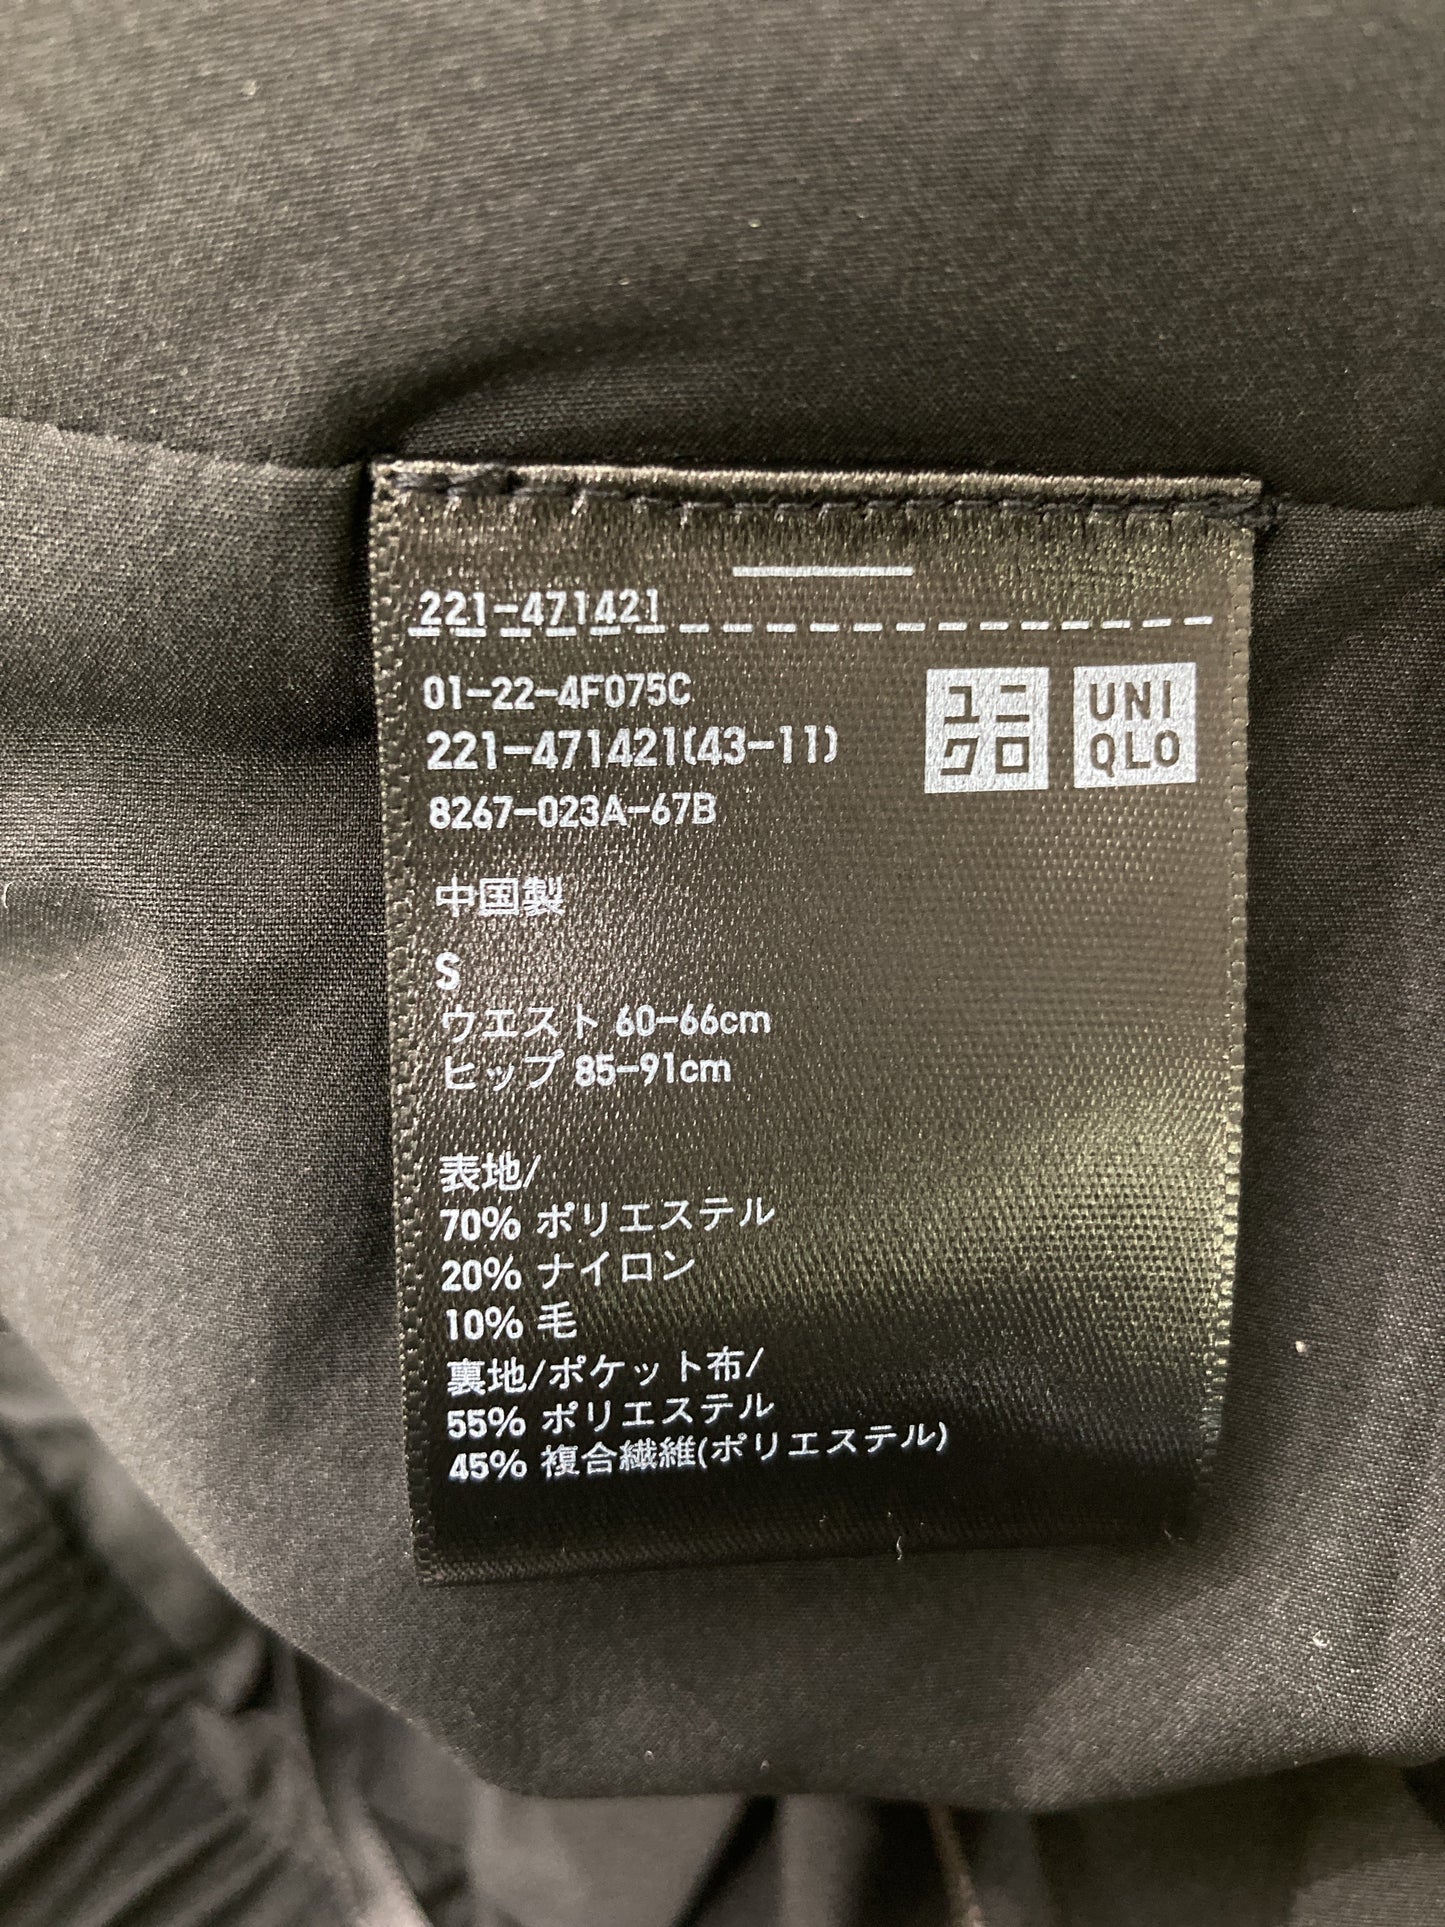 221-471421
01-22-4F075C
221-471421(43-11)
8267-023A-67B
ユニ
クロ
UNI
QLO
中国製
S
ウエスト 60-66cm
ヒップ 85-91cm
表地/
70% ポリエステル
20% ナイロン
10% 毛
裏地/ポケット布/
55% ポリエステル
45% 複合繊維(ポリエステル)